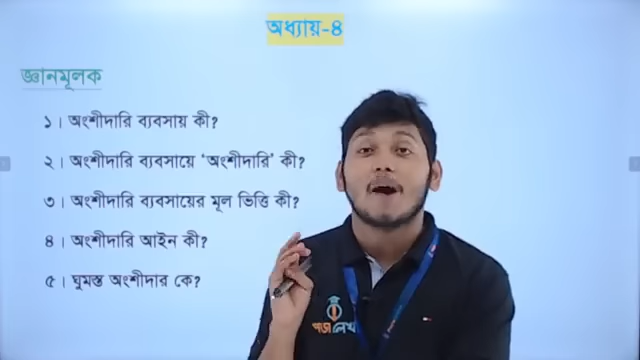 অধ্যায়-৪
জ্ঞানমূলক
১। অংশীদারি ব্যবসায় কী?
২। অংশীদারি ব্যবসায়ে ‘অংশীদারি’ কী?
৩। অংশীদারি ব্যবসায়ের মূল ভিত্তি কী?
৪। অংশীদারি আইন কী?
৫। ঘুমন্ত অংশীদার কে?